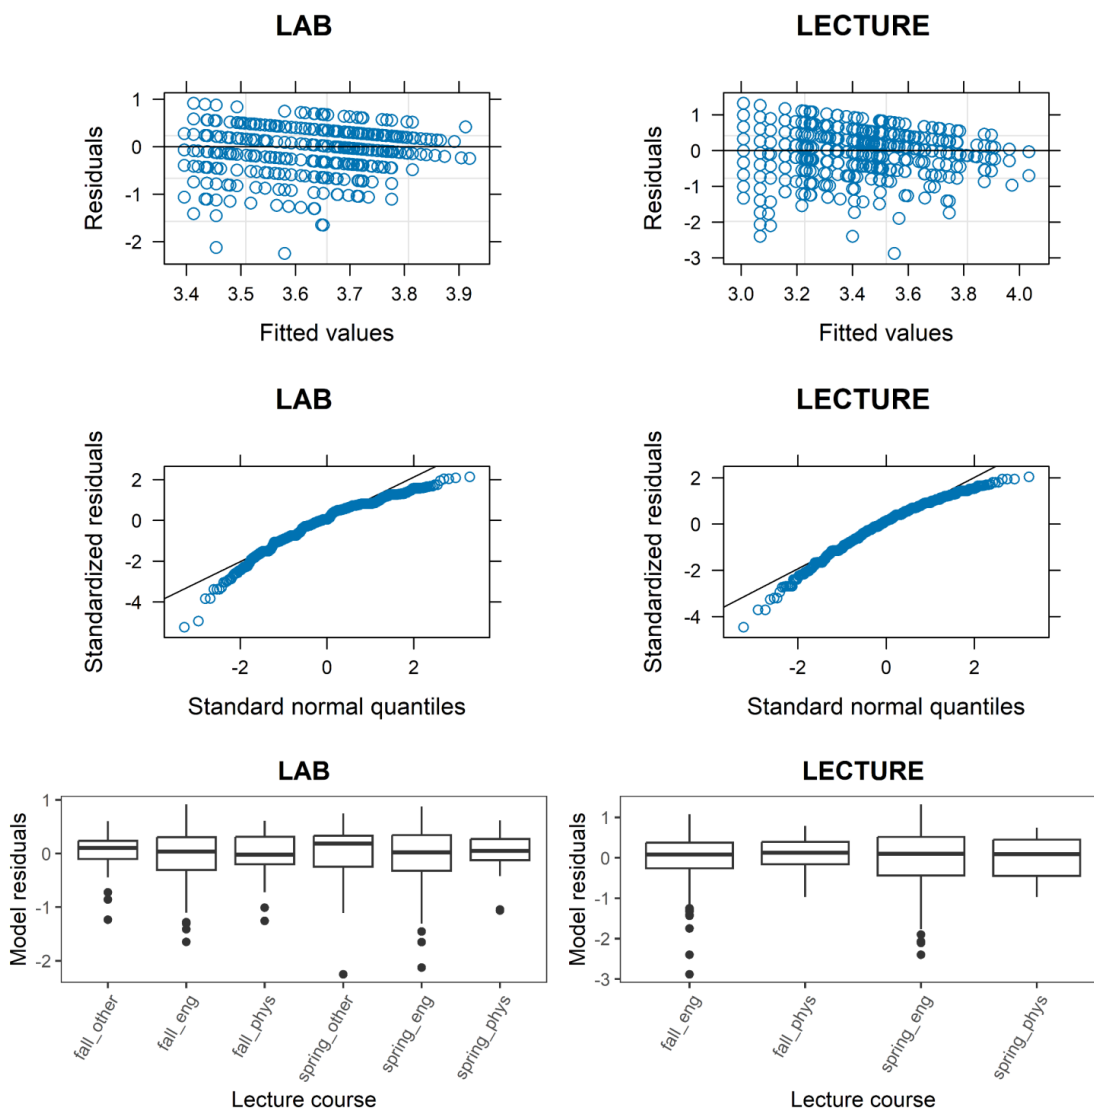 LAB
LECTURE
Residuals
1
0
-1
-2
3.4 3.5 3.6 3.7 3.8 3.9
Fitted values
Residuals
1
0
-1
-2
-3
3.0 3.2 3.4 3.6 3.8 4.0
Fitted values
LAB
LECTURE
Standardized residuals
2
0
-2
-4
-2 0 2
Standard normal quantiles
Standardized residuals
2
0
-2
-4
-2 0 2
Standard normal quantiles
LAB
LECTURE
Model residuals
1
0
-1
-2
fall_other fall_eng fall_phys spring_other spring_eng spring_phys
Lecture course
Model residuals
1
0
-1
-2
-3
fall_eng fall_phys spring_eng spring_phys
Lecture course